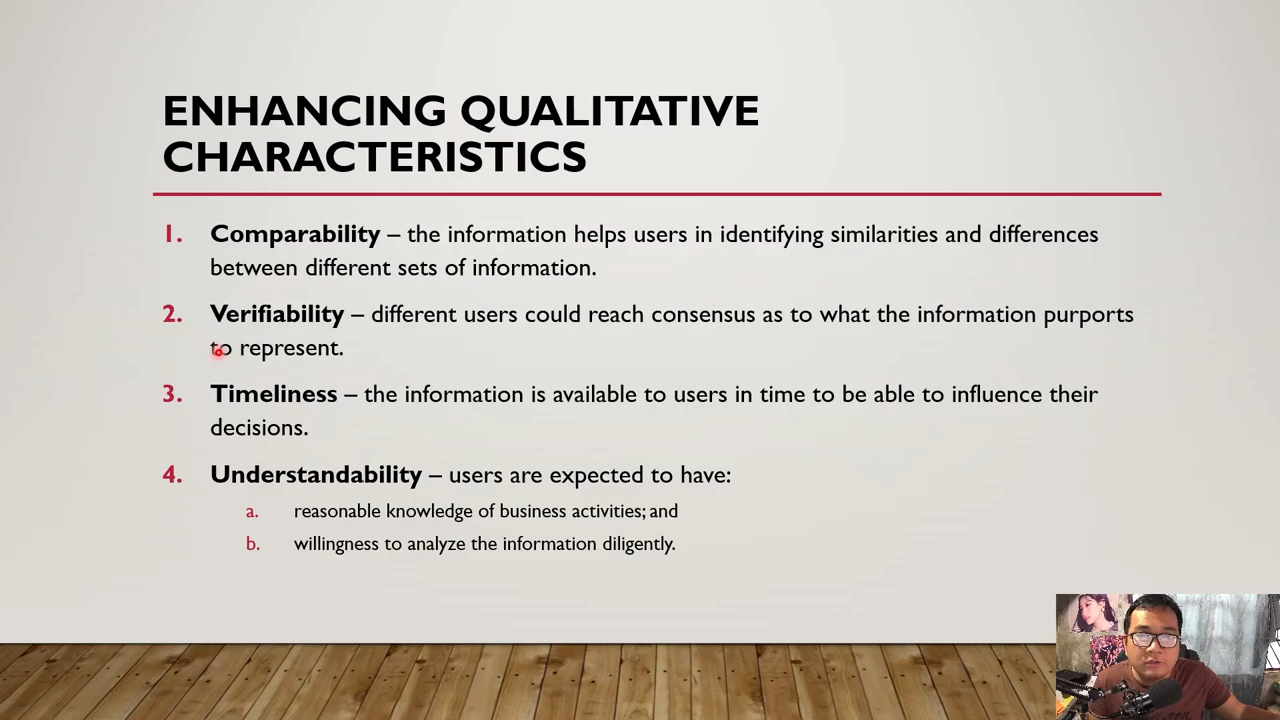 ENHANCING QUALITATIVE
CHARACTERISTICS
1. Comparability – the information helps users in identifying similarities and differences
between different sets of information.
2. Verifiability – different users could reach consensus as to what the information purports
to represent.
3. Timeliness – the information is available to users in time to be able to influence their
decisions.
4. Understandability – users are expected to have:
a. reasonable knowledge of business activities; and
b. willingness to analyze the information diligently.